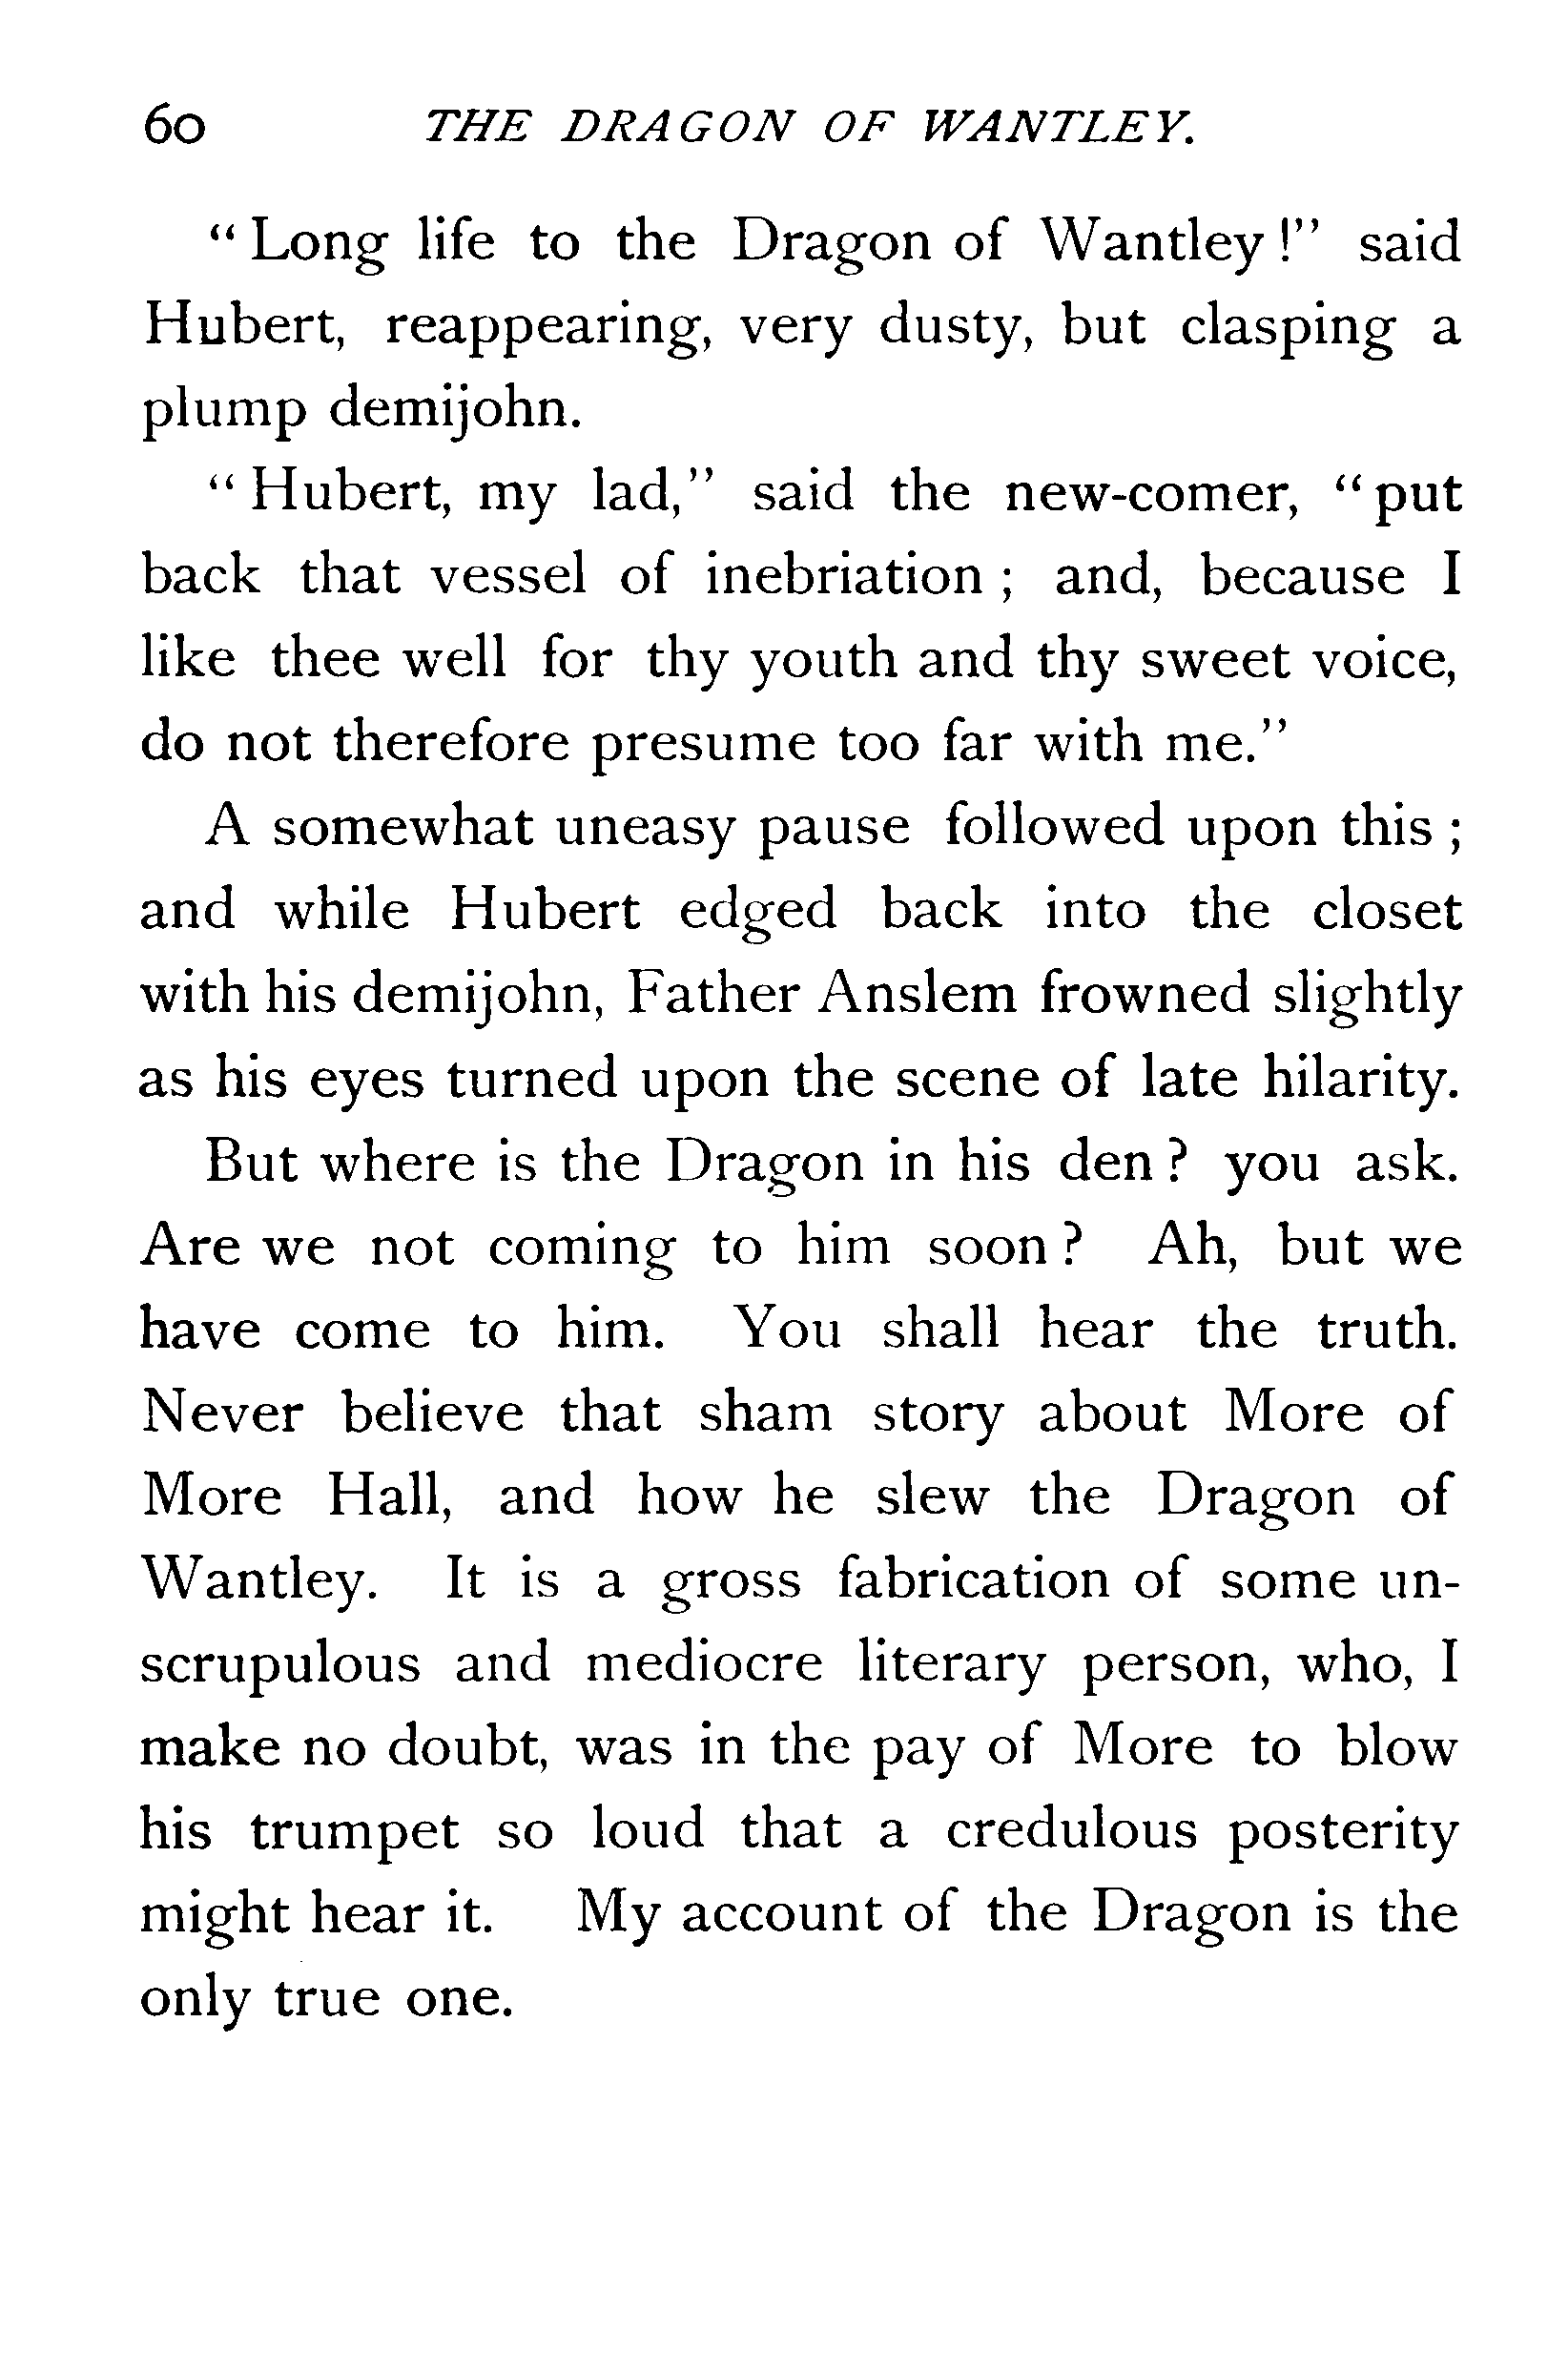 60 THE DRAGON OF WANTLEY.
“Long life to the Dragon of Wantley!” said
Hubert, reappearing, very dusty, but clasping a
plump demijohn.
“Hubert, my lad,” said the new-comer, “put
back that vessel of inebriation; and, because I
like thee well for thy youth and thy sweet voice,
do not therefore presume too far with me.”
A somewhat uneasy pause followed upon this;
and while Hubert edged back into the closet
with his demijohn, Father Anslem frowned slightly
as his eyes turned upon the scene of late hilarity.
But where is the Dragon in his den? you ask.
Are we not coming to him soon? Ah, but we
have come to him. You shall hear the truth.
Never believe that sham story about More of
More Hall, and how he slew the Dragon of
Wantley. It is a gross fabrication of some un-
scrupulous and mediocre literary person, who, I
make no doubt, was in the pay of More to blow
his trumpet so loud that a credulous posterity
might hear it. My account of the Dragon is the
only true one.